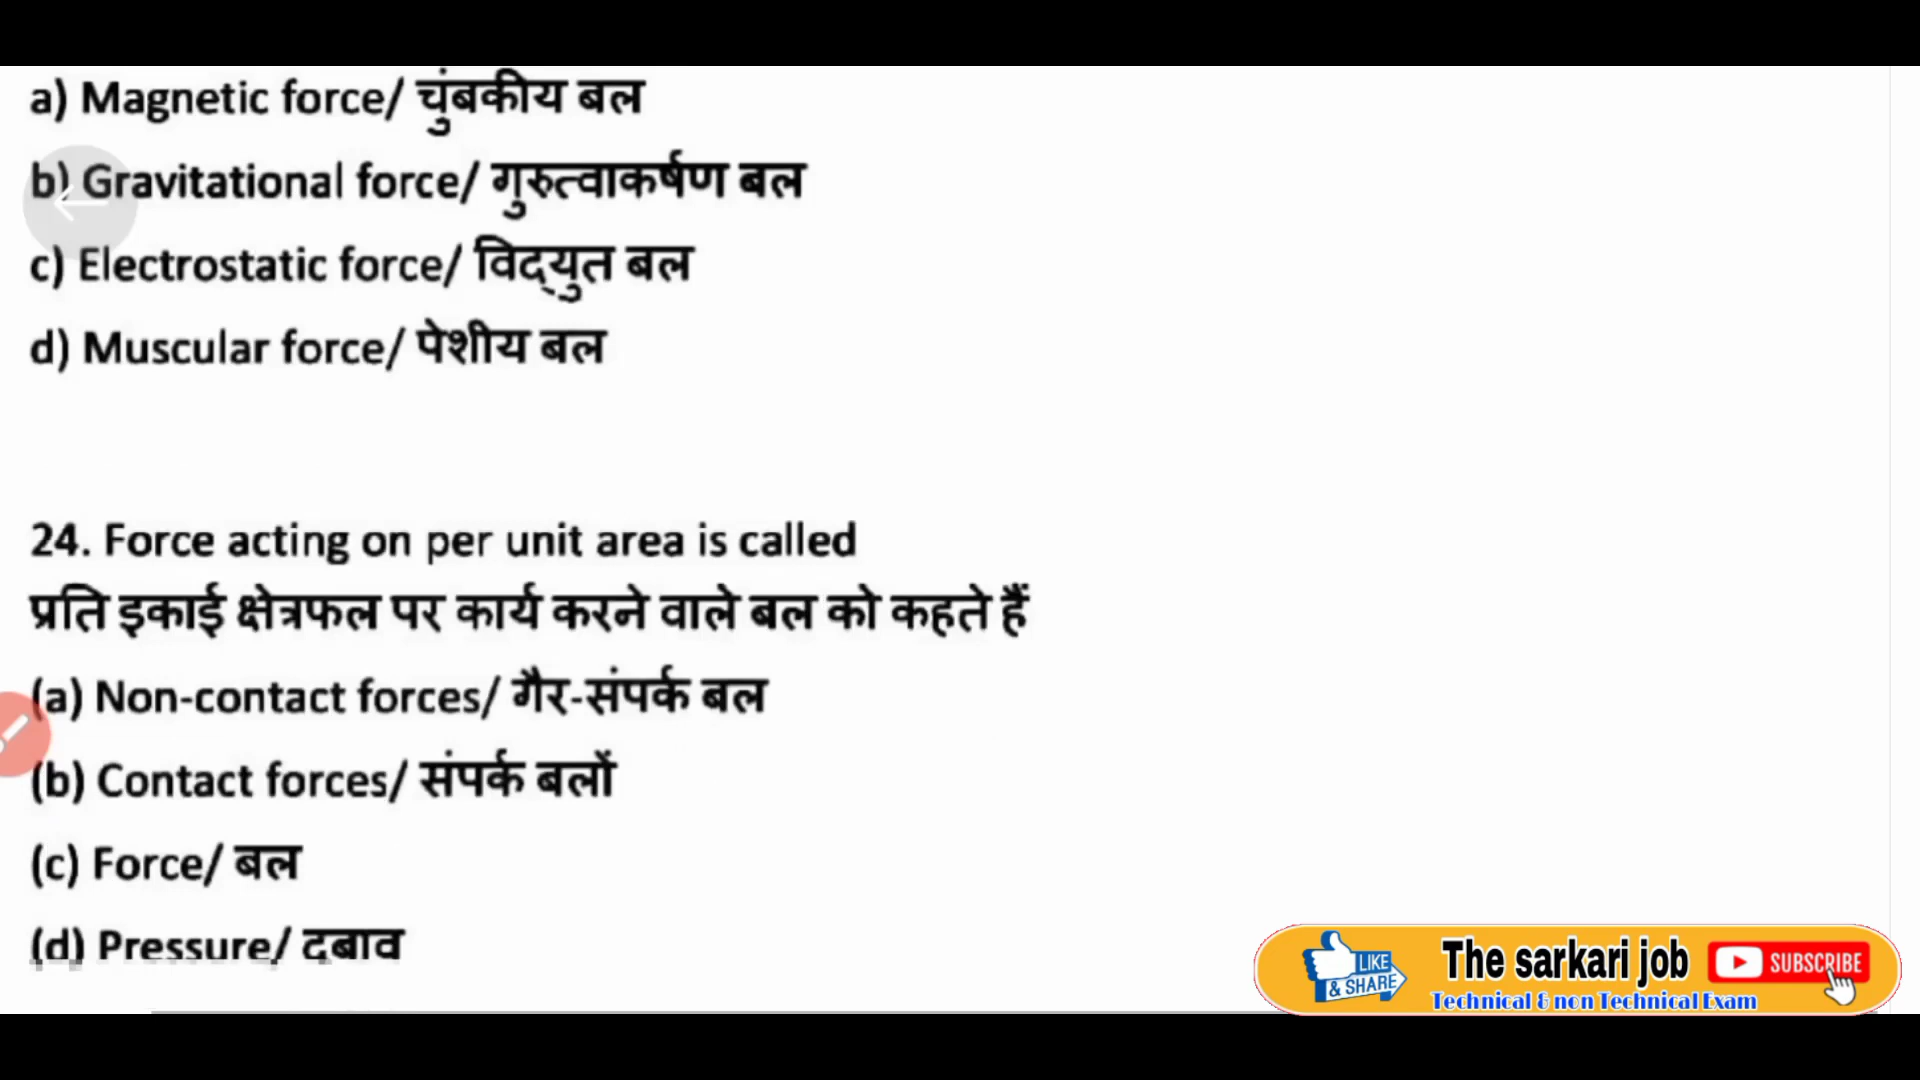 a) Magnetic force/ चुंबकीय बल
b) Gravitational force/ गुरुत्वाकर्षण बल
c) Electrostatic force/ विद्युत बल
d) Muscular force/ पेशीय बल
24. Force acting on per unit area is called
प्रति इकाई क्षेत्रफल पर कार्य करने वाले बल को कहते हैं
(a) Non-contact forces/ गैर-संपर्क बल
(b) Contact forces/ संपर्क बलों
(c) Force/ बल
(d) Pressure/ दबाव
LIKE
& SHARE
The sarkari job
SUBSCRIBE
Technical & non Technical Exam